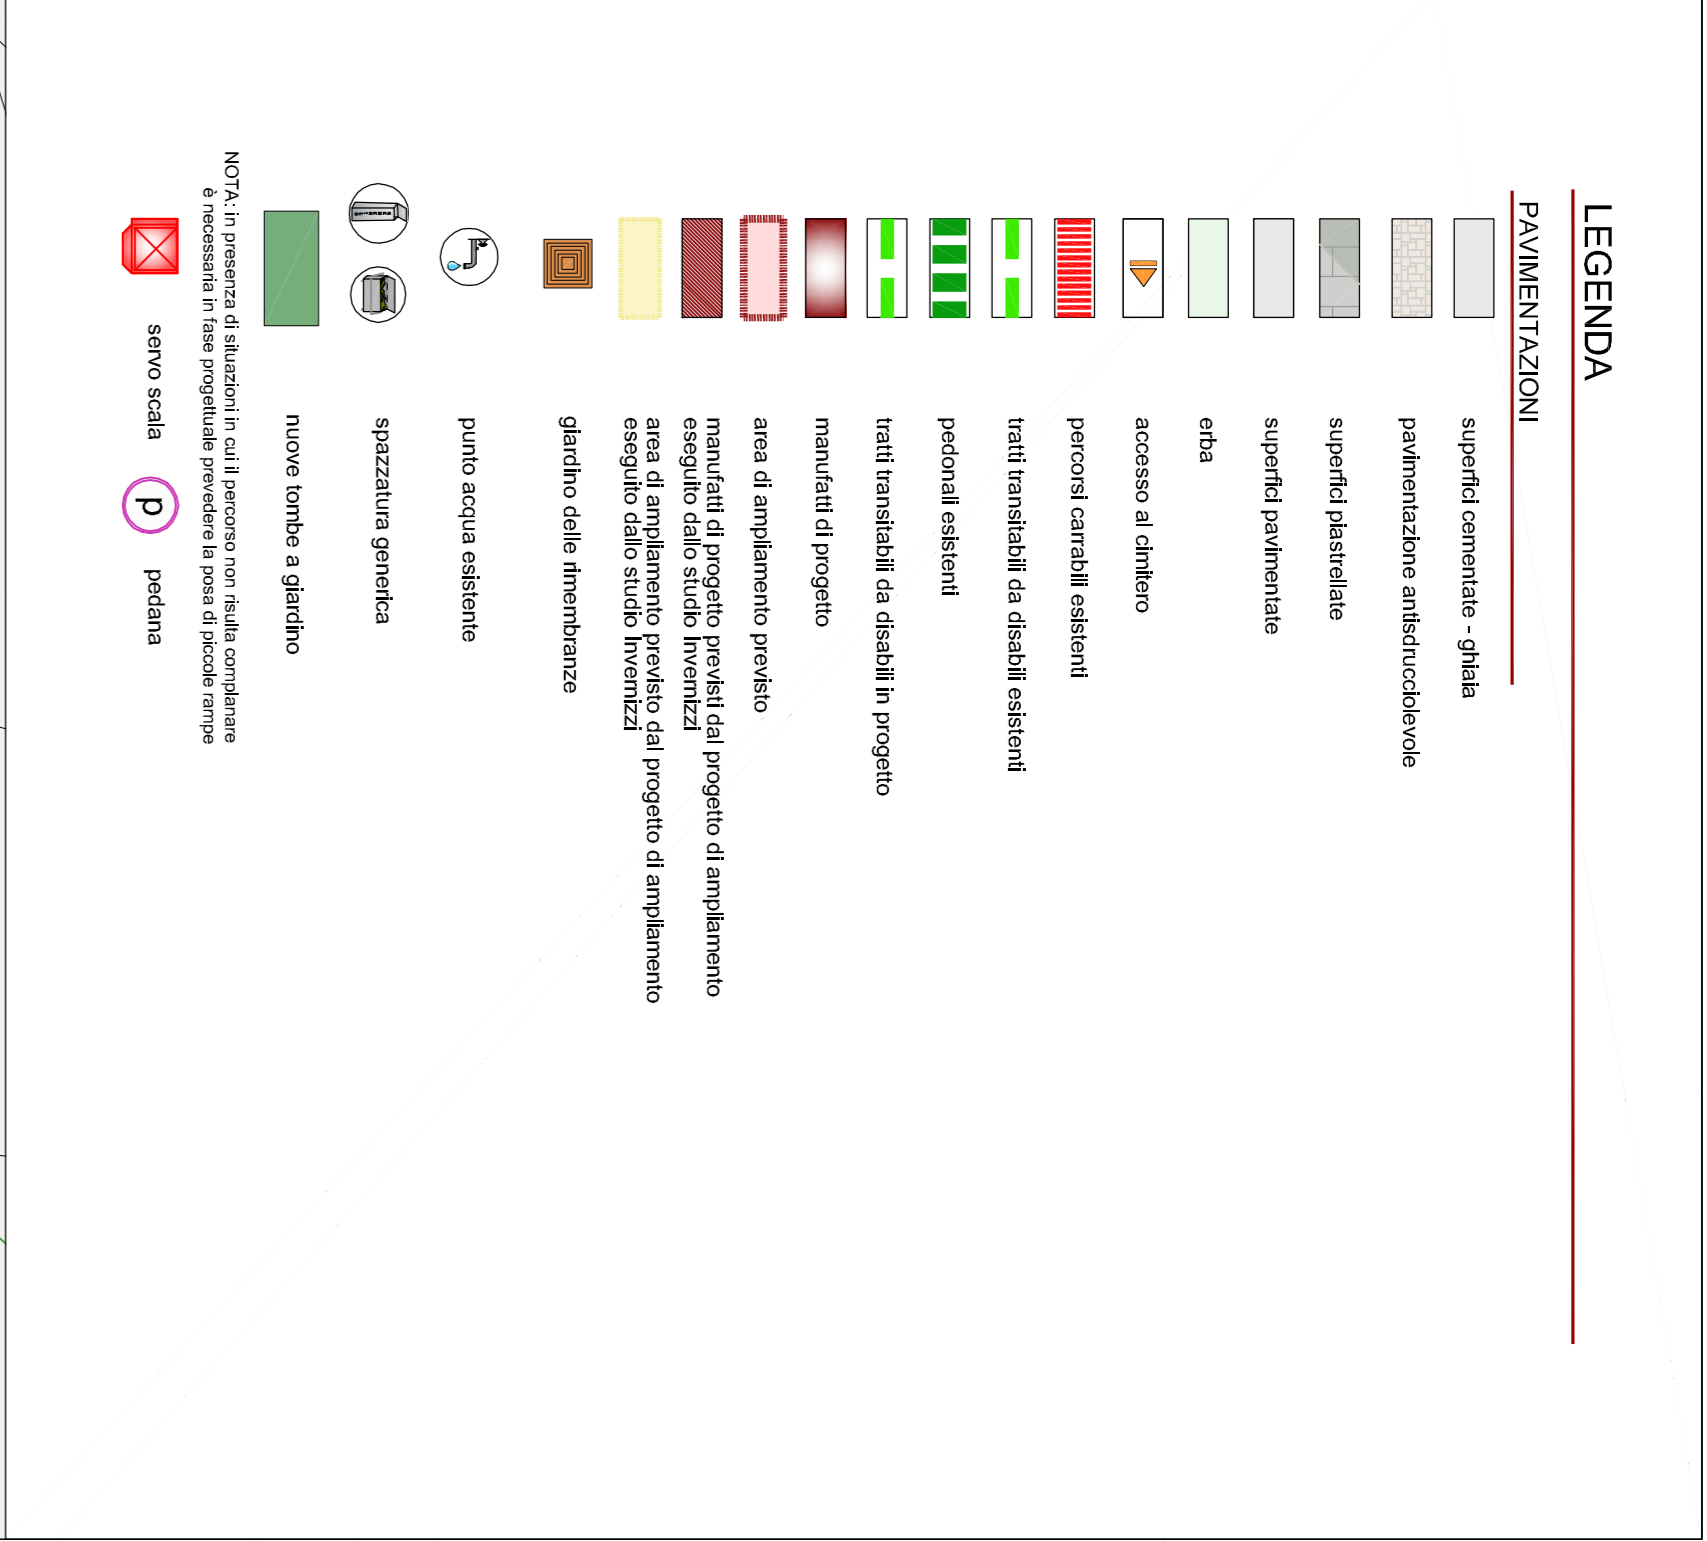 LEGENDA
PAVIMENTAZIONI
superfici cementate - ghiaia
pavimentazione antisdrucciolevole
superfici piastrellate
superfici pavimentate
erba
accesso al cimitero
percorsi carrabili esistenti
tratti transitabili da disabili esistenti
pedonali esistenti
tratti transitabili da disabili in progetto
manufatti di progetto
area di ampliamento previsto
manufatti di progetto previsti dal progetto di ampliamento
eseguito dallo studio Invernizzi
area di ampliamento previsto dal progetto di ampliamento
eseguito dallo studio Invernizzi
giardino delle rimembranze
punto acqua esistente
spazzatura generica
nuove tombe a giardino
NOTA: in presenza di situazioni in cui il percorso non risulta complanare
è necessaria in fase progettuale prevedere la posa di piccole rampe
servo scala
p
pedana